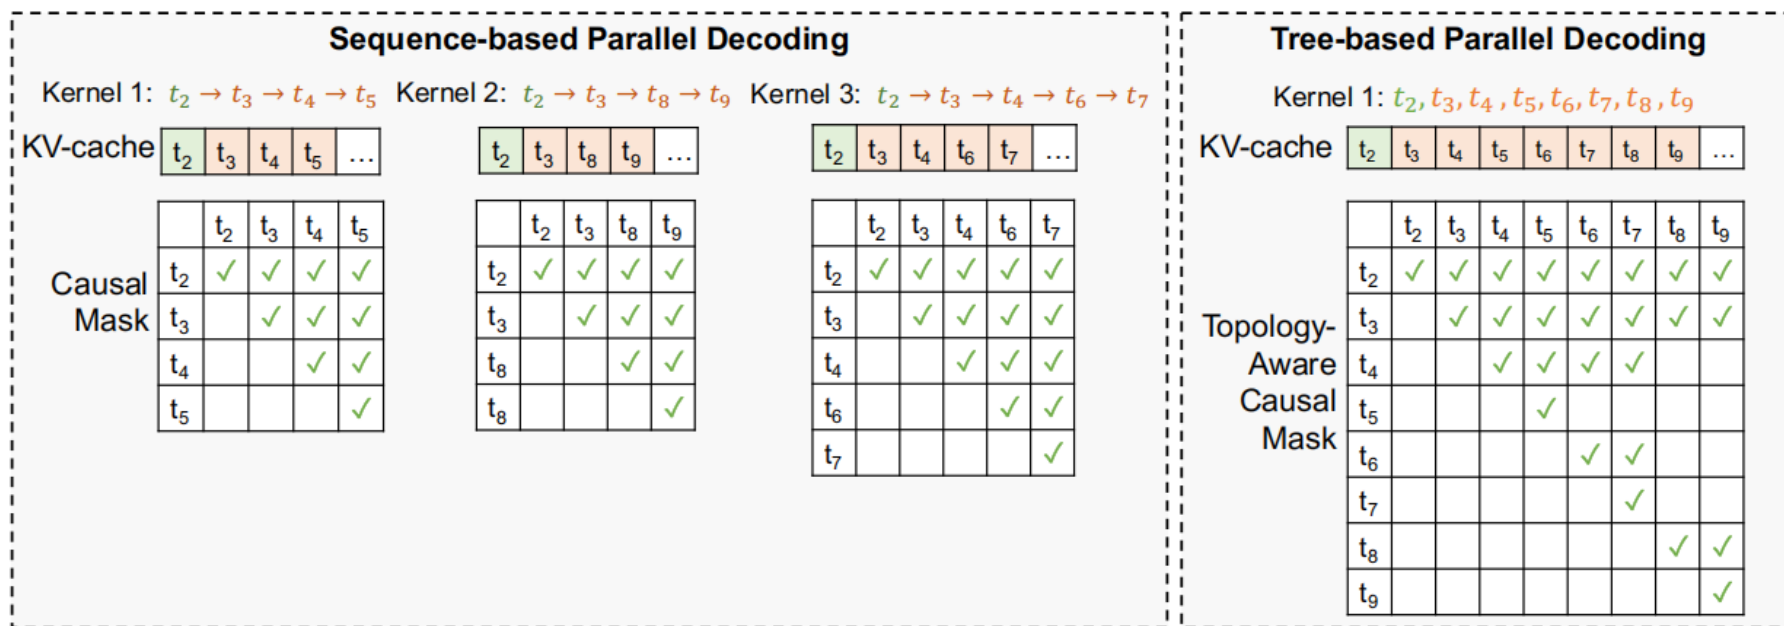 Sequence-based Parallel Decoding
Kernel 1: t2 → t3 → t4 → t5
KV-cache t2 t3 t4 t5 ...
Causal Mask
t2 t3 t4 t5
t2 ✓ ✓ ✓ ✓
t3 ✓ ✓ ✓
t4 ✓ ✓
t5 ✓
Kernel 2: t2 → t3 → t8 → t9
t2 t3 t8 t9 ...
t2 t3 t8 t9
t2 ✓ ✓ ✓ ✓
t3 ✓ ✓ ✓
t8 ✓ ✓
t8 ✓
Kernel 3: t2 → t3 → t4 → t6 → t7
t2 t3 t4 t6 t7 ...
t2 t3 t4 t6 t7
t2 ✓ ✓ ✓ ✓ ✓
t3 ✓ ✓ ✓ ✓
t4 ✓ ✓ ✓
t6 ✓ ✓
t7 ✓
Tree-based Parallel Decoding
Kernel 1: t2, t3, t4, t5, t6, t7, t8, t9
KV-cache t2 t3 t4 t5 t6 t7 t8 t9 ...
Topology-
Aware
Causal
Mask
t2 t3 t4 t5 t6 t7 t8 t9
t2 ✓ ✓ ✓ ✓ ✓ ✓ ✓ ✓
t3 ✓ ✓ ✓ ✓ ✓ ✓ ✓
t4 ✓ ✓ ✓ ✓
t5 ✓
t6 ✓ ✓
t7 ✓
t8 ✓ ✓
t9 ✓